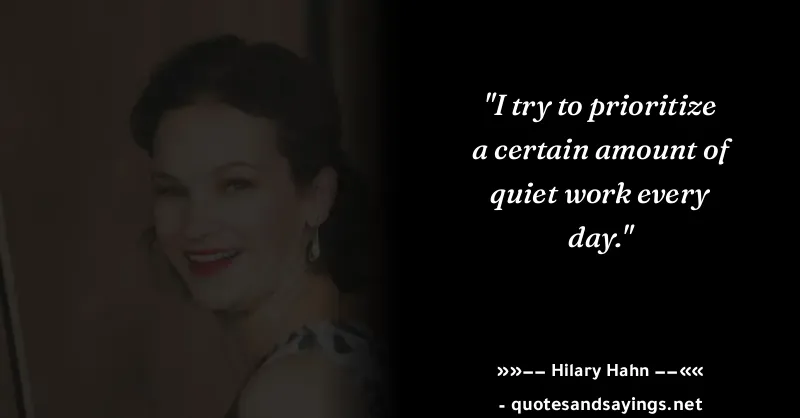 "I try to prioritize
a certain amount of
quiet work every
day."
»»−− Hilary Hahn −−««
- quotesandsayings.net